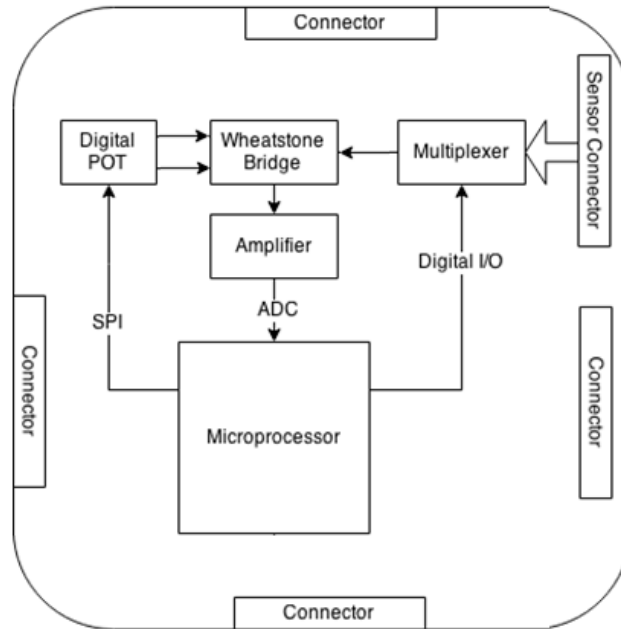 Connector
Sensor Connector
Digital
POT
Wheatstone
Bridge
Multiplexer
Amplifier
Digital I/O
SPI
ADC
Connector
Connector
Microprocessor
Connector